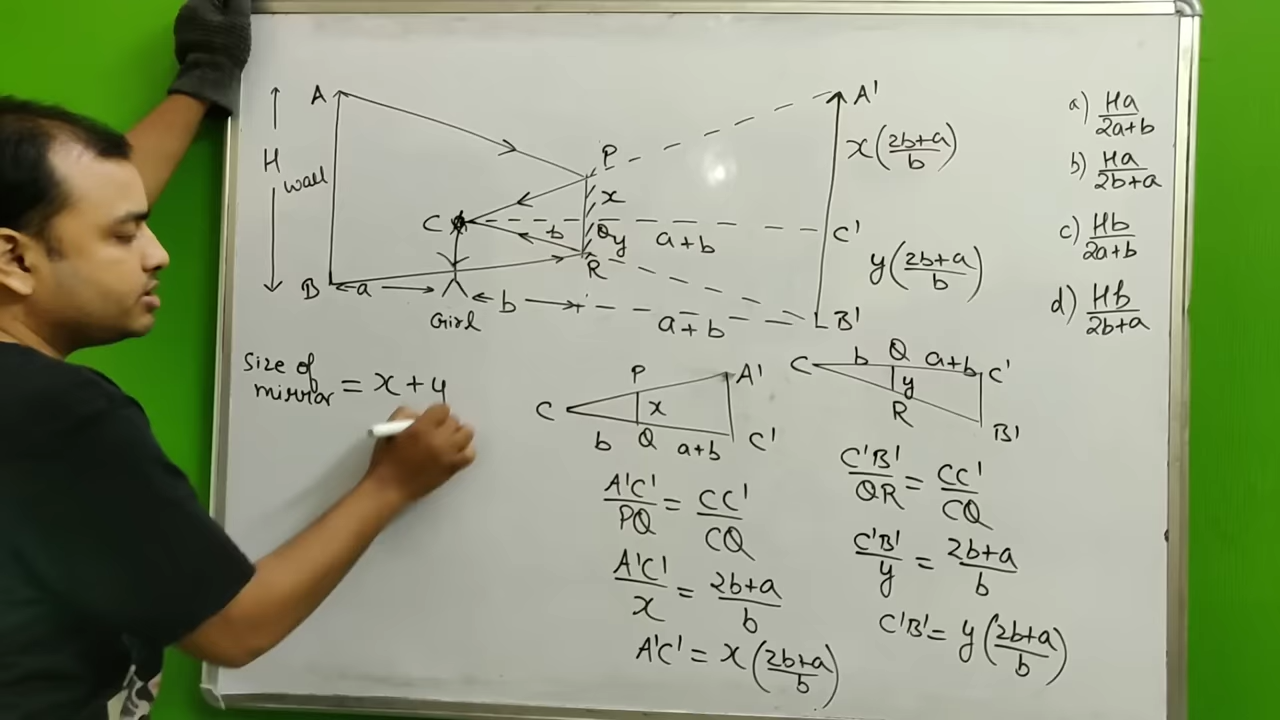 A
H
wall
B
a
C
Girl
b
b
P
x
Q
y
R
a+b
a+b
A'
x(2b+a/b)
C'
y(2b+a/b)
B'
a) Ha/2a+b
b) Ha/2b+a
c) Hb/2a+b
d) Hb/2b+a
Size of
mirror = x+y
C
P
A'
x
b
Q
a+b
C'
A'C'/PQ = CC'/CQ
A'C'/x = 2b+a/b
A'C' = x(2b+a/b)
C
b
Q
a+b
C'
y
R
B'
C'B'/QR = CC'/CQ
C'B'/y = 2b+a/b
C'B' = y(2b+a/b)